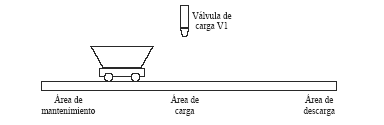 Válvula de
carga V1
Área de
mantenimiento
Área de
carga
Área de
descarga